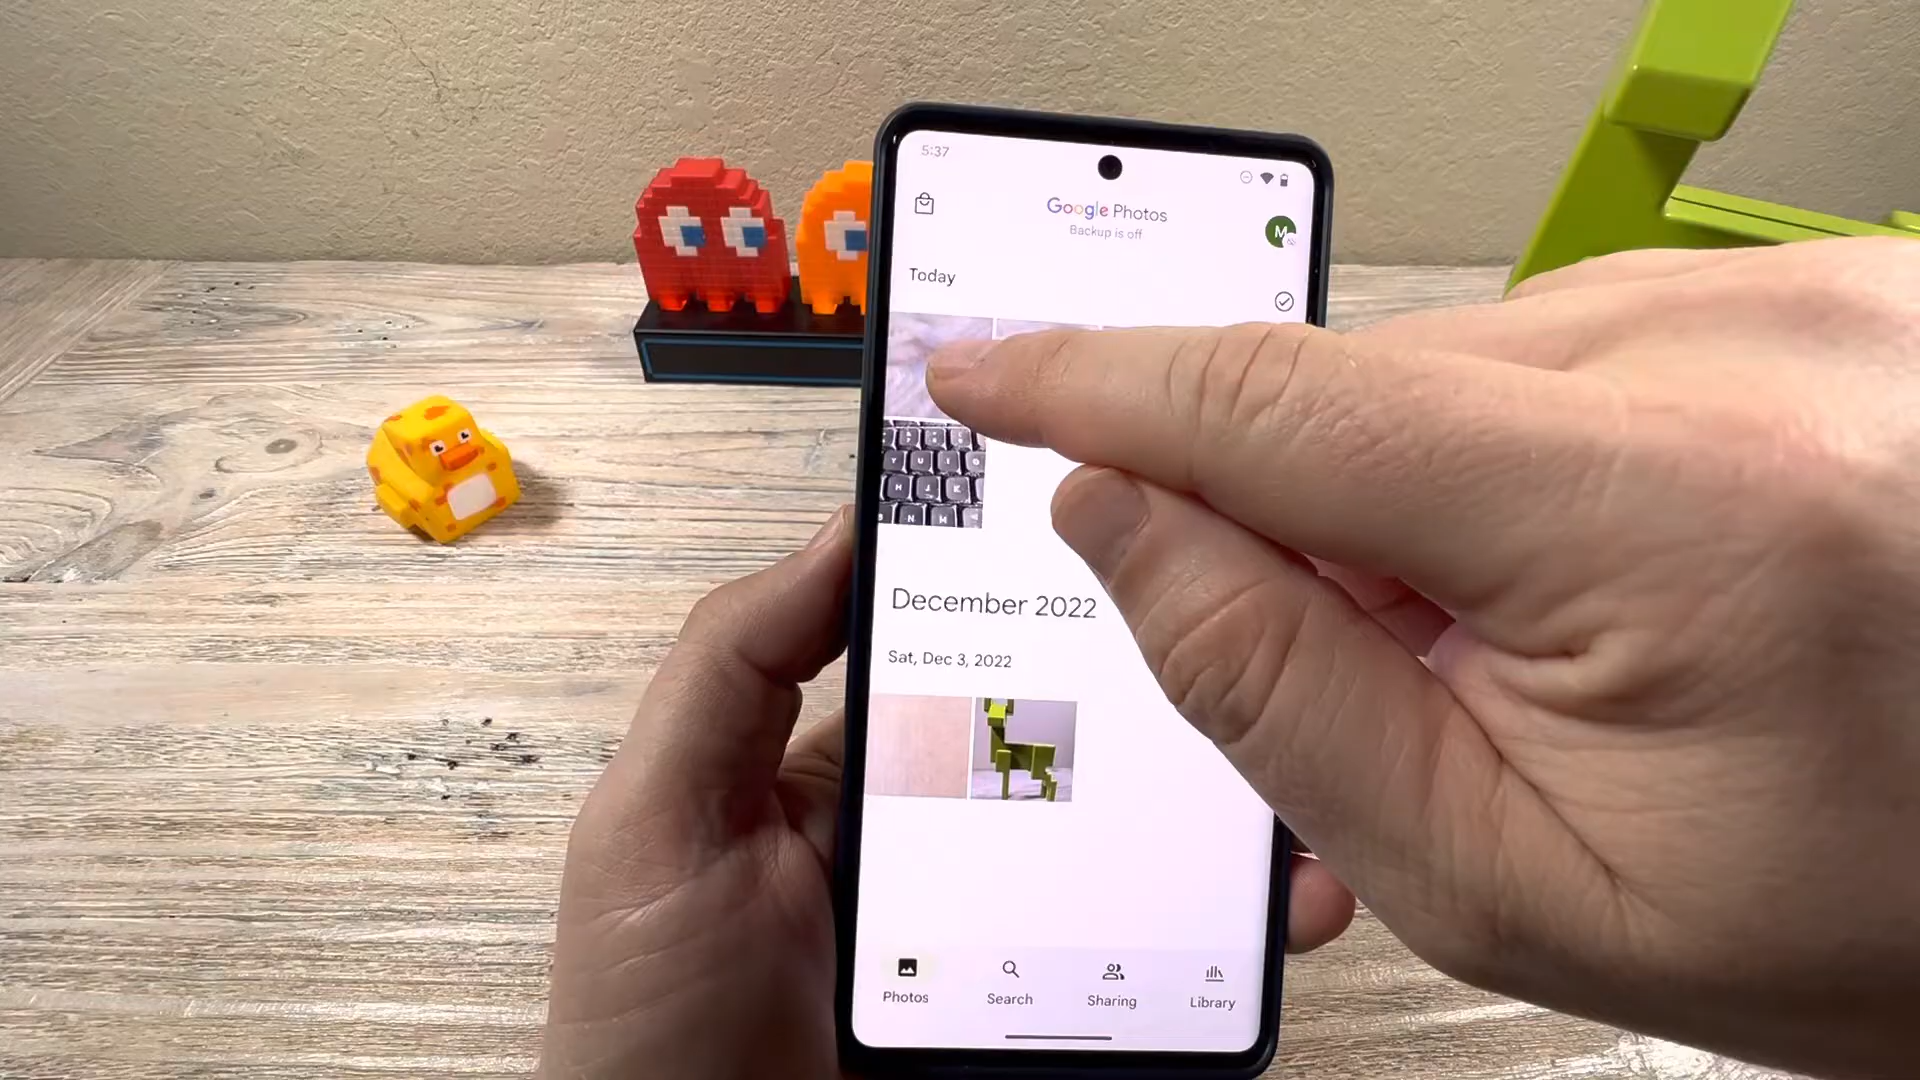 5:37
Google Photos
Backup is off
M
Today
Y U I O
H J K
N M
December 2022
Sat, Dec 3, 2022
Photos
Search
Sharing
Library